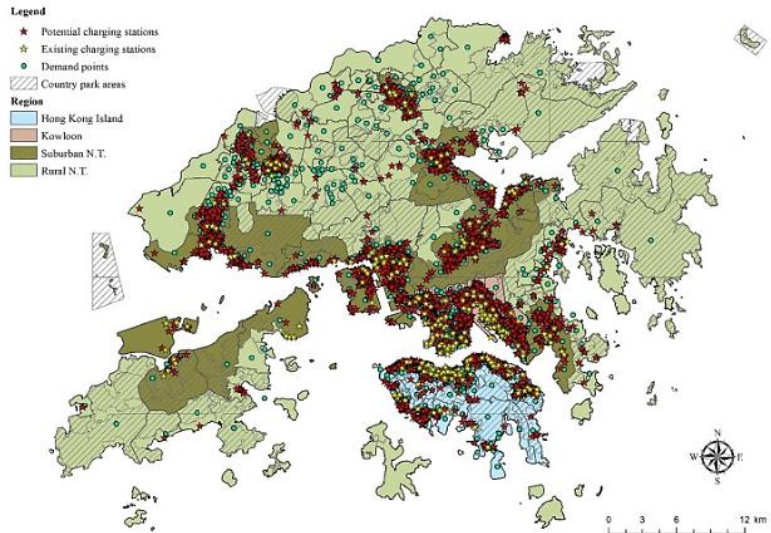 Legend
Potential charging stations
Existing charging stations
Demand points
Country park areas
Region
Hong Kong Island
Kowloon
Suburban N.T.
Rural N.T.
N
W E
S
0 3 6 12 km